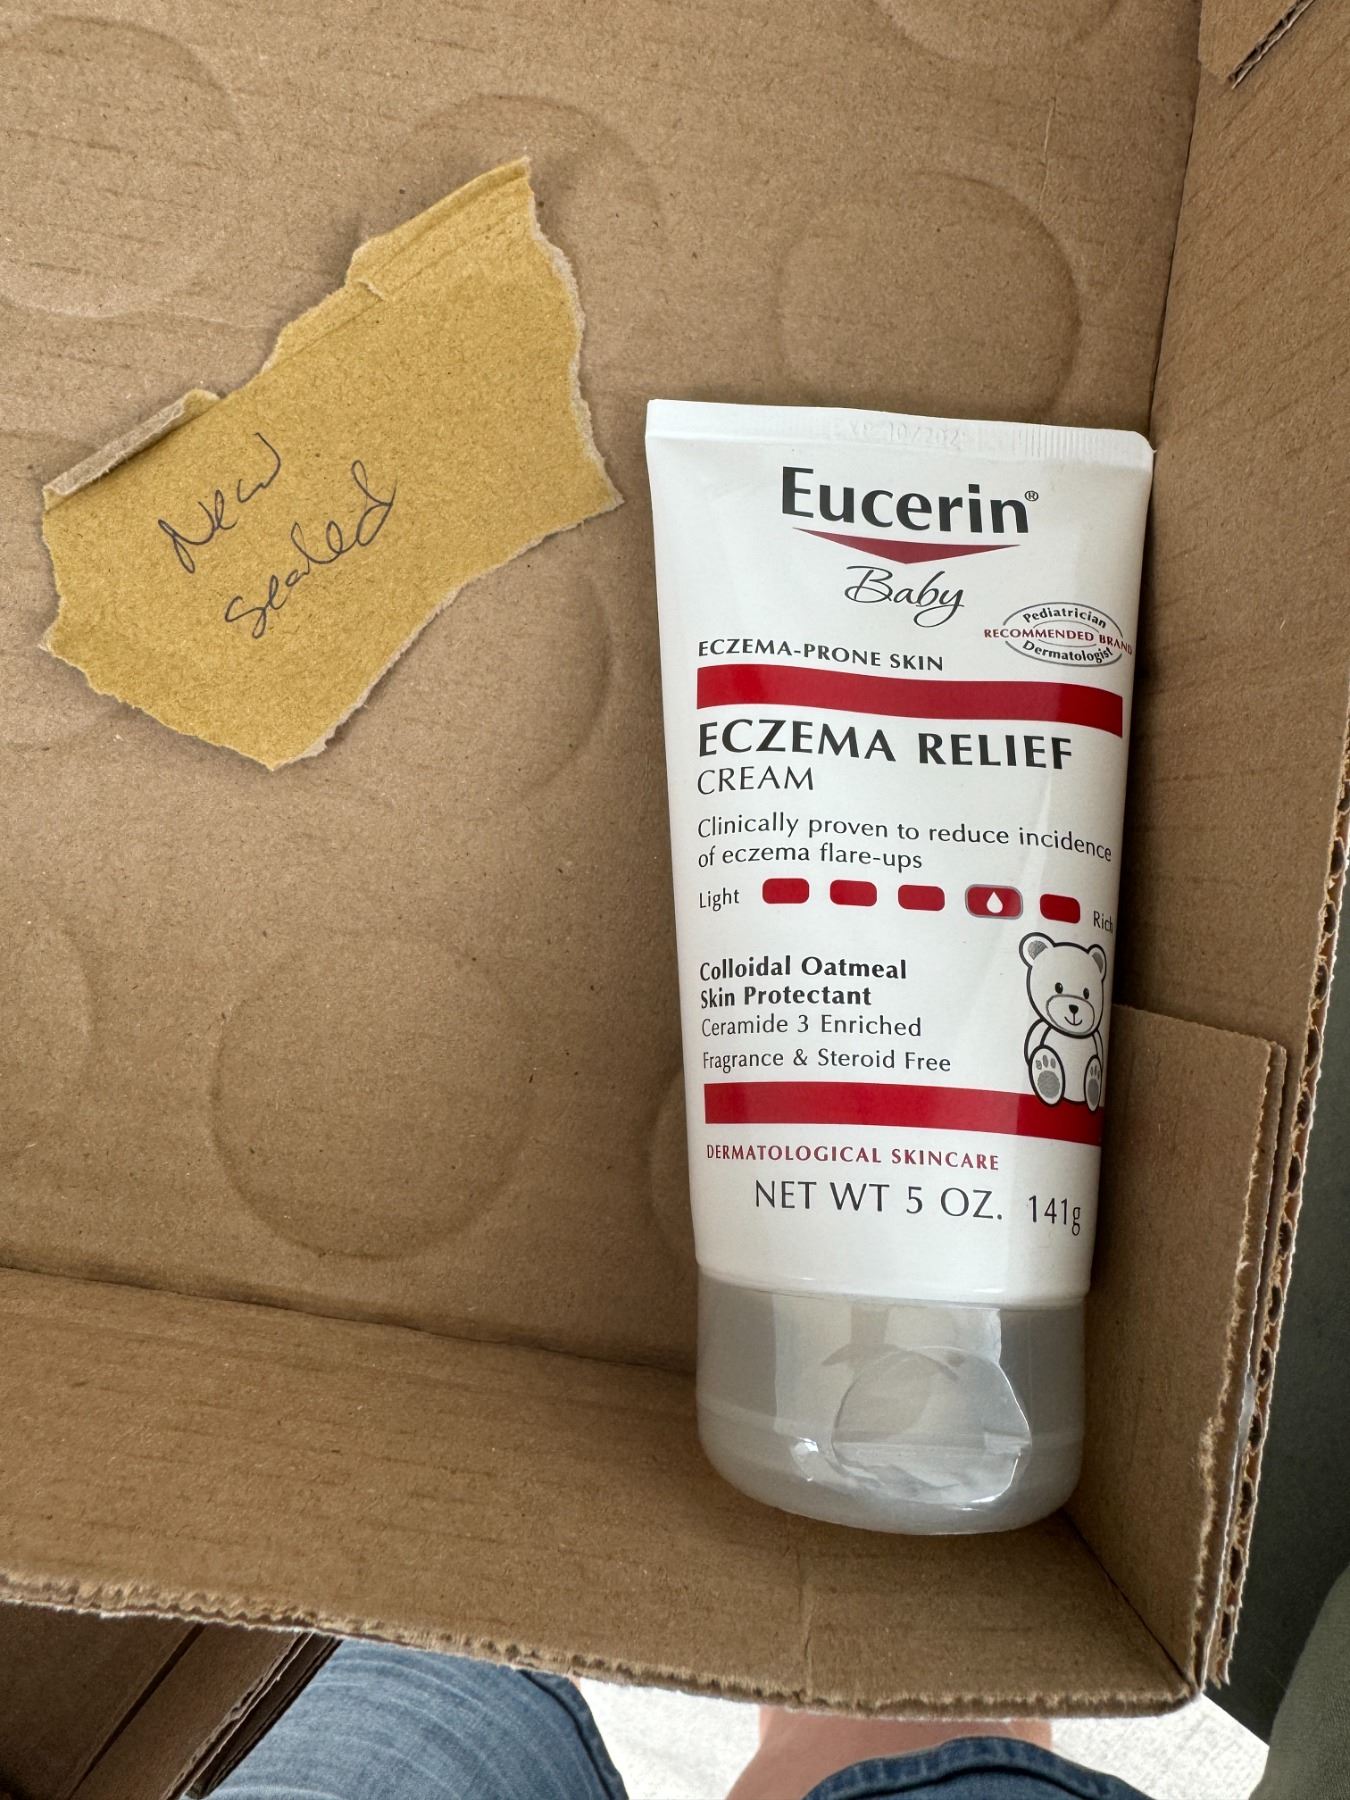 New
sealed
Eucerin®
Baby
Pediatrician
RECOMMENDED BRAND
Dermatologist
ECZEMA-PRONE SKIN
ECZEMA RELIEF
CREAM
Clinically proven to reduce incidence
of eczema flare-ups
Light
Rich
Colloidal Oatmeal
Skin Protectant
Ceramide 3 Enriched
Fragrance & Steroid Free
DERMATOLOGICAL SKINCARE
NET WT 5 OZ. 141g